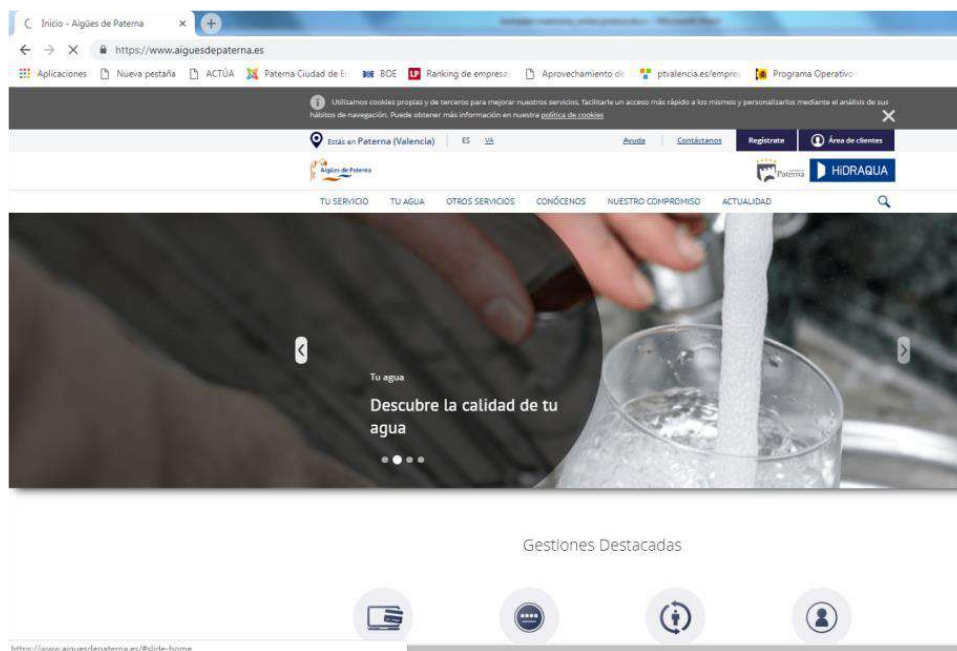 Inicio - Aigües de Paterna
https://www.aiguesdepaterna.es
Aplicaciones Nueva pestaña ACTÚA Paterna Ciudad de E BOE BOE LP Ranking de empresa Aprovechamiento de ptvalencia.es/empre Programa Operativo
Utilizamos cookies propias y de terceros para mejorar nuestros servicios, facilitarle un acceso más rápido a los mismos y personalizarlos mediante el análisis de sus
hábitos de navegación. Puede obtener más información en nuestra política de cookies
Estás en Paterna (Valencia) ES VA Ayuda Contáctanos Regístrate Área de clientes
Aigües de Paterna Paterna HIDRAQUA
TU SERVICIO TU AGUA OTROS SERVICIOS CONÓCENOS NUESTRO COMPROMISO ACTUALIDAD
Tu agua
Descubre la calidad de tu
agua
Gestiones Destacadas
https://www.aiguesdepaterna.es/#slide-home